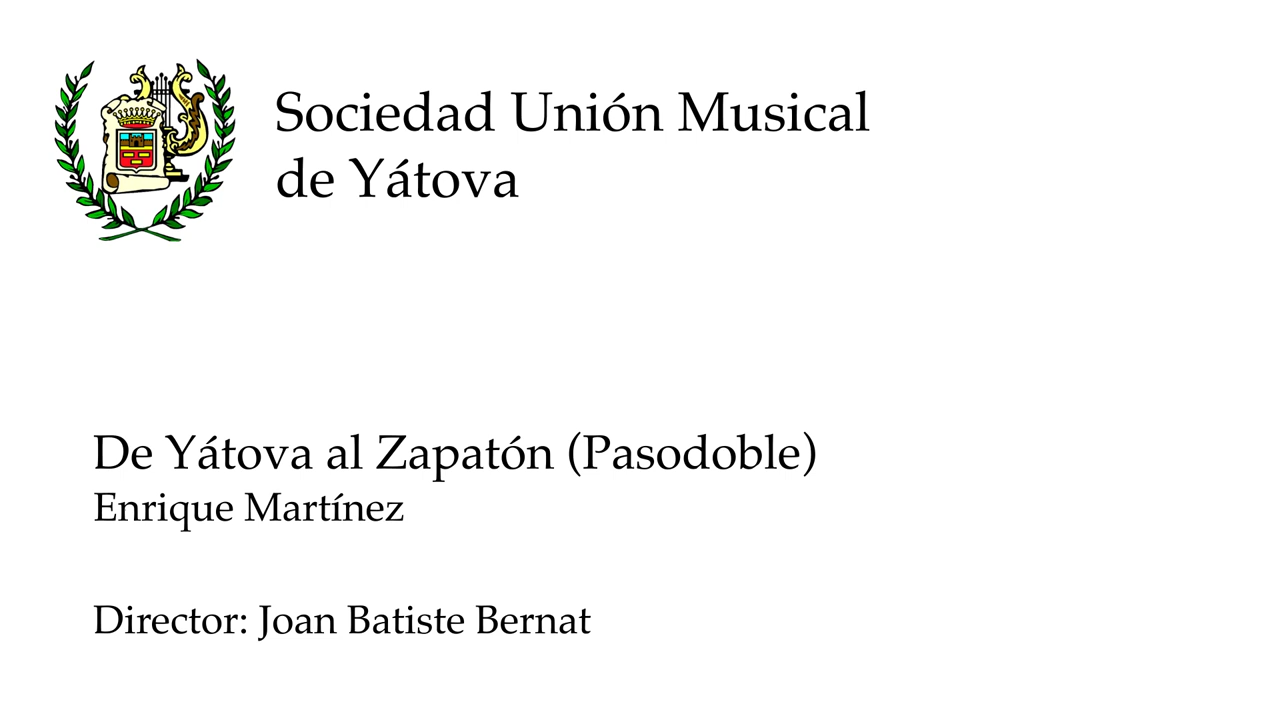 Sociedad Unión Musical
de Yátova
De Yátova al Zapatón (Pasodoble)
Enrique Martínez
Director: Joan Batiste Bernat